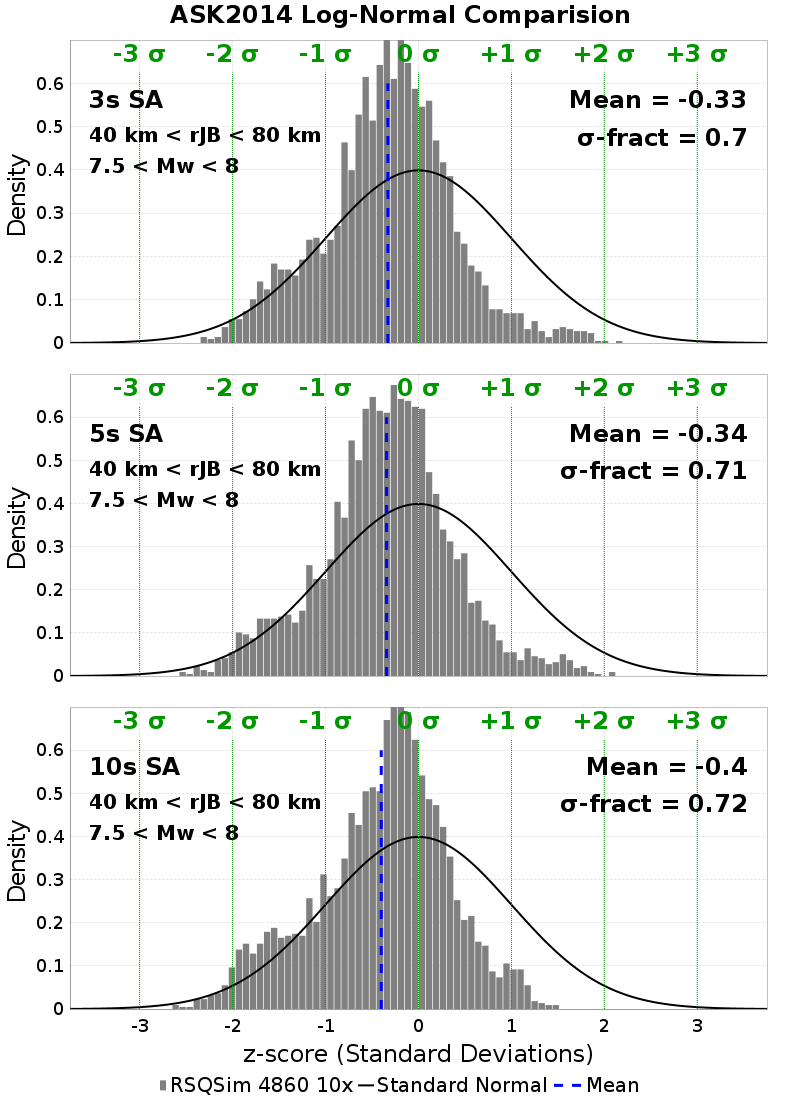 ASK2014 Log-Normal Comparision
-3 σ -2 σ -1 σ 0 σ +1 σ +2 σ +3 σ
3s SA
40 km < rJB < 80 km
7.5 < Mw < 8
Mean = -0.33
σ-fract = 0.7
Density
0.6
0.5
0.4
0.3
0.2
0.1
0
-3 σ -2 σ -1 σ 0 σ +1 σ +2 σ +3 σ
5s SA
40 km < rJB < 80 km
7.5 < Mw < 8
Mean = -0.34
σ-fract = 0.71
Density
0.6
0.5
0.4
0.3
0.2
0.1
0
-3 σ -2 σ -1 σ 0 σ +1 σ +2 σ +3 σ
10s SA
40 km < rJB < 80 km
7.5 < Mw < 8
Mean = -0.4
σ-fract = 0.72
Density
0.6
0.5
0.4
0.3
0.2
0.1
0
-3 -2 -1 0 1 2 3
z-score (Standard Deviations)
RSQSim 4860 10x Standard Normal Mean